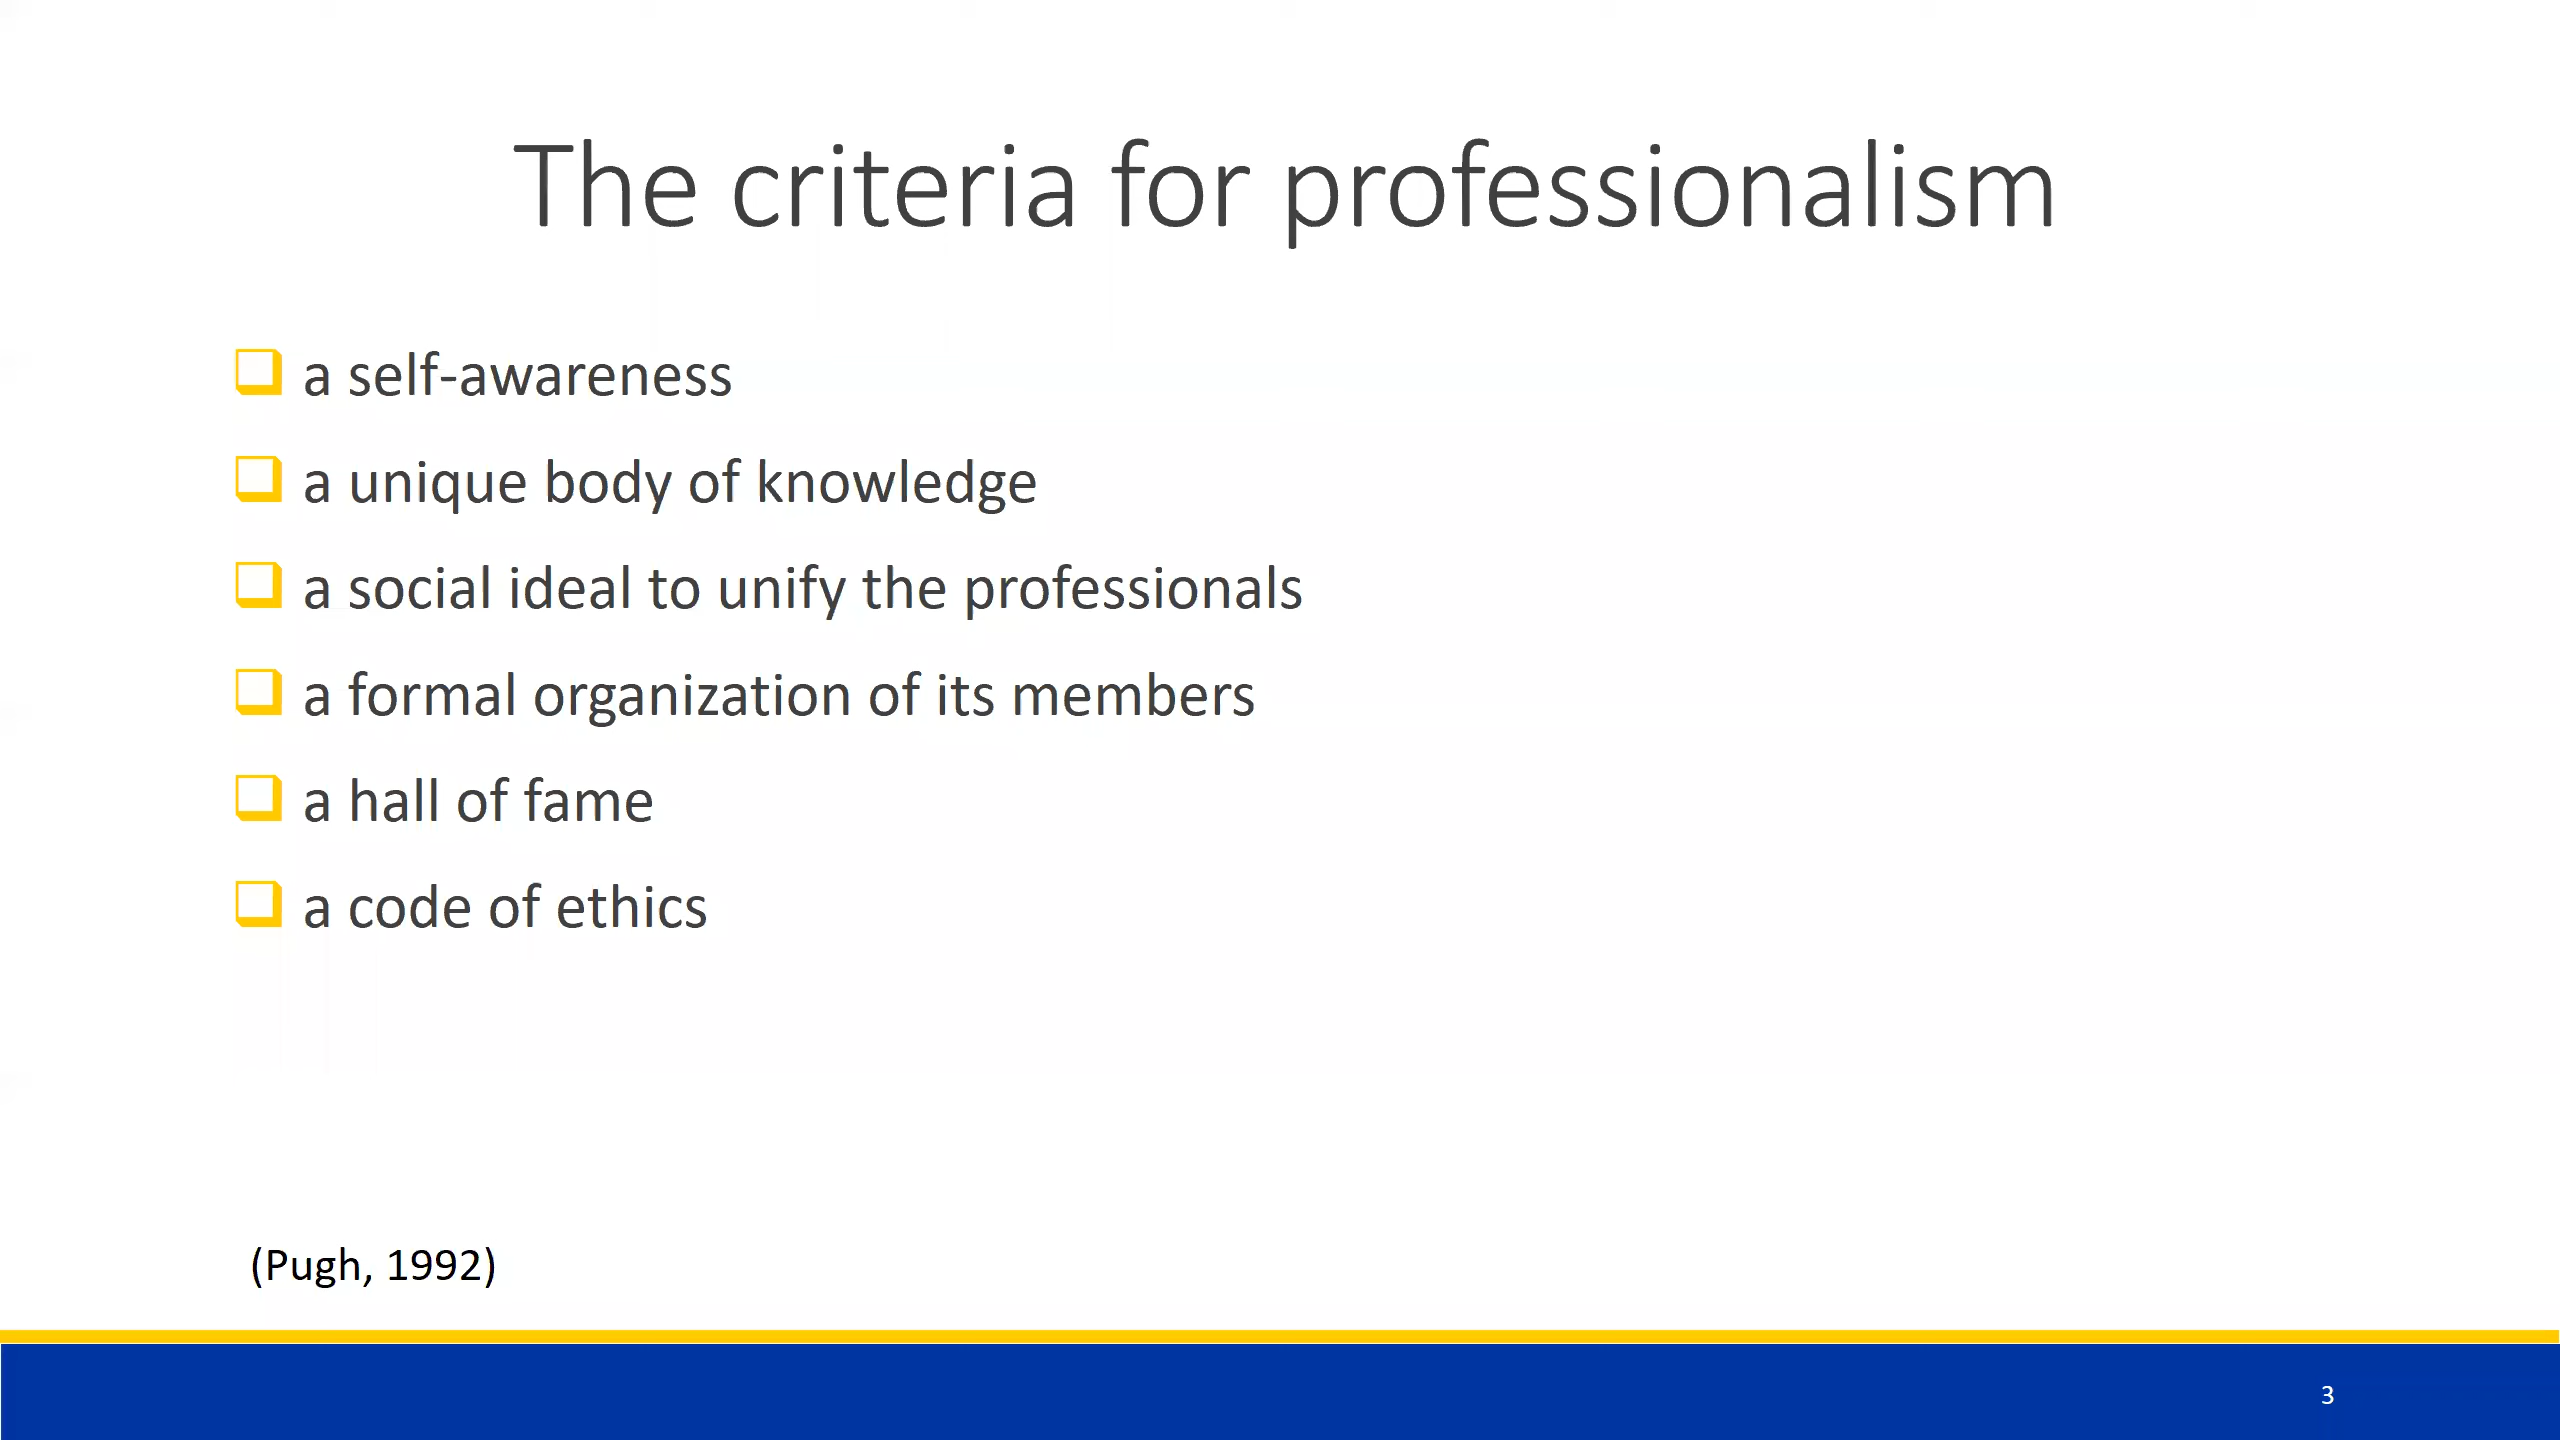 The criteria for professionalism
a self-awareness
a unique body of knowledge
a social ideal to unify the professionals
a formal organization of its members
a hall of fame
a code of ethics
(Pugh, 1992)
3